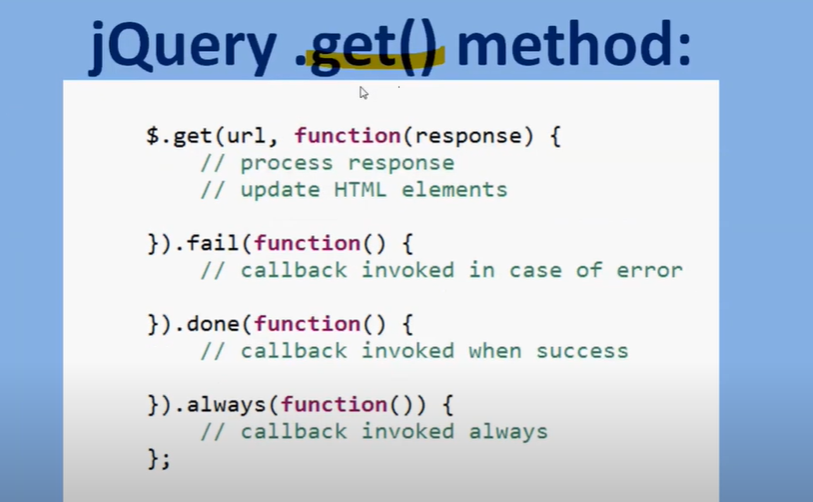 jQuery .get() method:
$.get(url, function(response) {
// process response
// update HTML elements
}).fail(function() {
// callback invoked in case of error
}).done(function() {
// callback invoked when success
}).always(function()) {
// callback invoked always
};